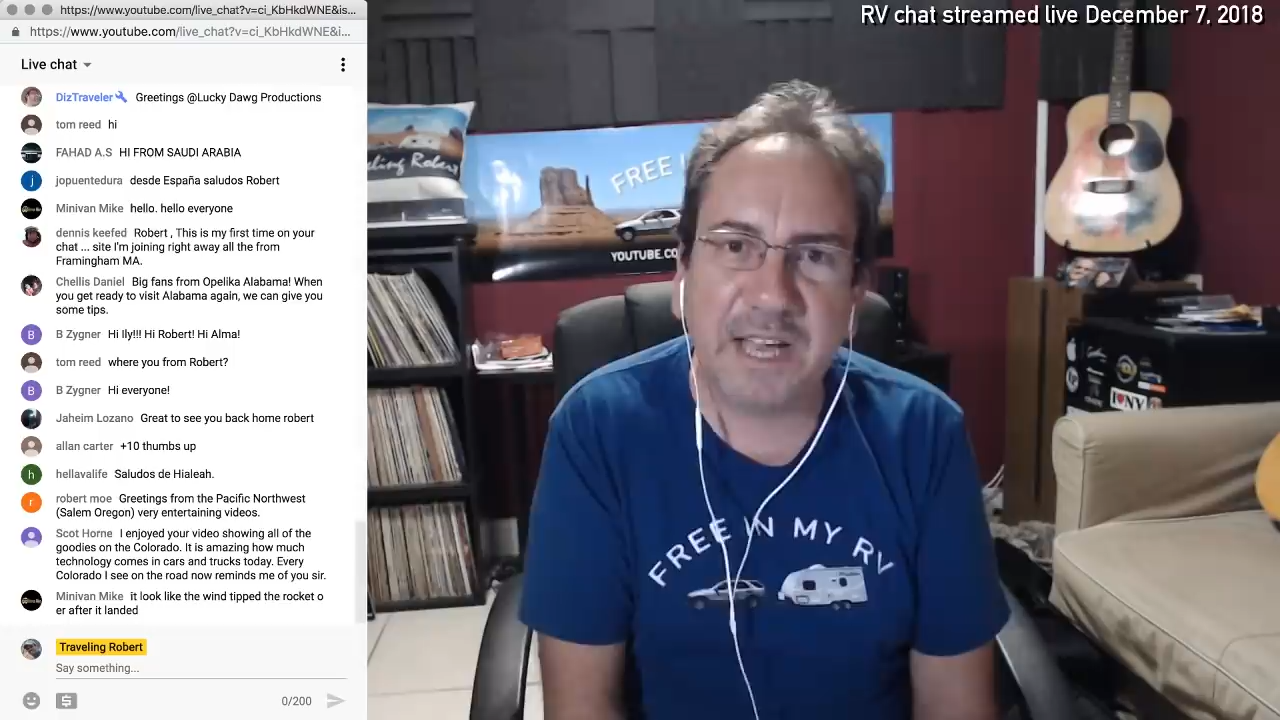 https://www.youtube.com/live_chat?v=ci_KbHkdWNE&is...
https://www.youtube.com/live_chat?v=ci_KbHkdWNE&i...
Live chat
DizTraveler Greetings @Lucky Dawg Productions
tom reed hi
FAHAD A.S HI FROM SAUDI ARABIA
j
jopuentedura desde España saludos Robert
Minivan Mike hello. hello everyone
dennis keefed Robert , This is my first time on your
chat ... site I'm joining right away all the from
Framingham MA.
Chellis Daniel Big fans from Opelika Alabama! When
you get ready to visit Alabama again, we can give you
some tips.
B
B Zygner Hi Ily!!! Hi Robert! Hi Alma!
tom reed where you from Robert?
B
B Zygner Hi everyone!
Jaheim Lozano Great to see you back home robert
allan carter +10 thumbs up
h
hellavalife Saludos de Hialeah.
r
robert moe Greetings from the Pacific Northwest
(Salem Oregon) very entertaining videos.
Scot Horne I enjoyed your video showing all of the
goodies on the Colorado. It is amazing how much
technology comes in cars and trucks today. Every
Colorado I see on the road now reminds me of you sir.
Minivan Mike it look like the wind tipped the rocket o
er after it landed
Traveling Robert
Say something...
0/200
RV chat streamed live December 7, 2018
eling Robert
FREE I
YOUTUBE.CO
I ♥ NY
FREE IN MY RV